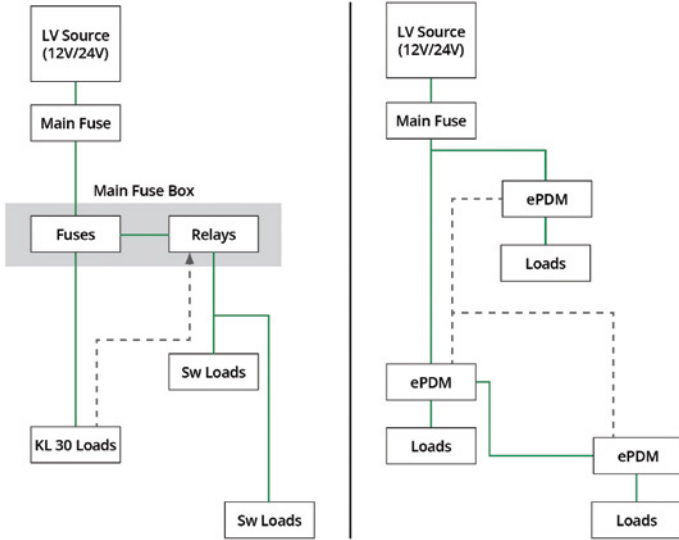 LV Source
(12V/24V)
Main Fuse
Main Fuse Box
Fuses
Relays
Sw Loads
KL 30 Loads
Sw Loads
LV Source
(12V/24V)
Main Fuse
ePDM
Loads
ePDM
Loads
ePDM
Loads